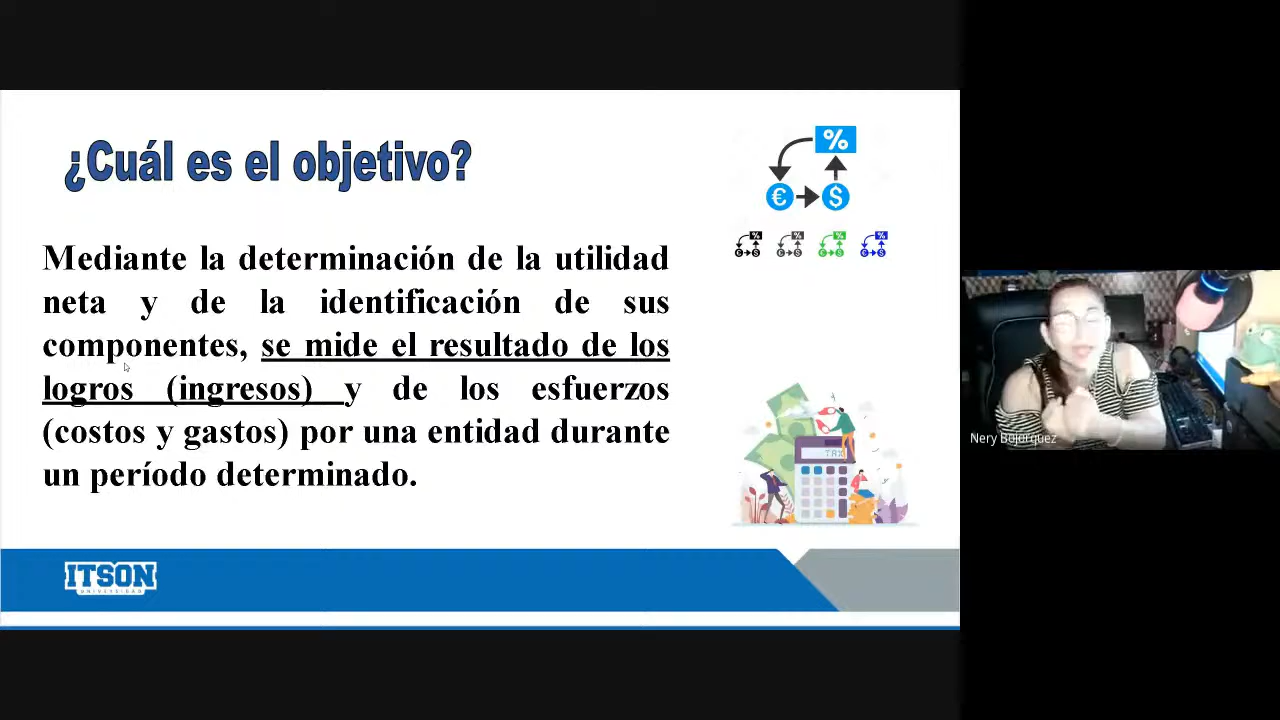 ¿Cuál es el objetivo?
Mediante la determinación de la utilidad
neta y de la identificación de sus
componentes, se mide el resultado de los
logros (ingresos) y de los esfuerzos
(costos y gastos) por una entidad durante
un período determinado.
%
€ $
% % % %
€ $ € $ € $ € $
ITSON
UNIVERSIDAD
Nery Bojorquez